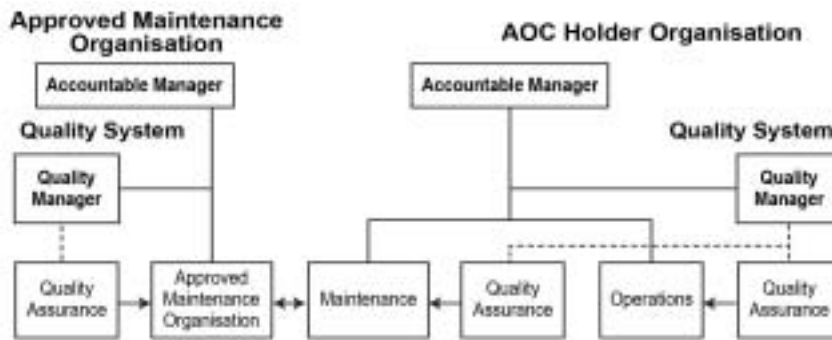 Approved Maintenance
Organisation
AOC Holder Organisation
Accountable Manager
Accountable Manager
Quality System
Quality System
Quality
Manager
Quality
Manager
Quality
Assurance
Approved
Maintenance
Organisation
Maintenance
Quality
Assurance
Operations
Quality
Assurance